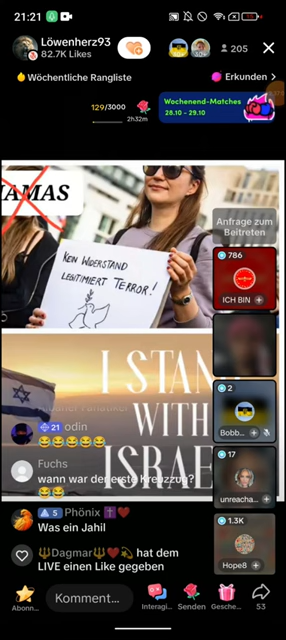 21:21
Löwenherz93
82.7K Likes
205
Wöchentliche Rangliste
Erkunden >
129/3000
2h32m
Wochenend-Matches
28.10 - 29.10
AMAS
KEIN WIDERSTAND
LEGITIMIERT TERROR!
Anfrage zum
Beitreten
786
ICH BIN
I STAN
WITH
ISRAE
21 odin
😂😂😂😂😂
2
Bobb...
Fuchs
wann war der erste Kreuzzug?
😂😂
17
unreacha...
5 Phönix ✝️❤️
Was ein Jahil
1.3K
Hope8
🔱Dagmar🔱❤️💫 hat dem
LIVE einen Like gegeben
Abonn...
Kommentar...
Interagi...
Senden
Gesche...
53